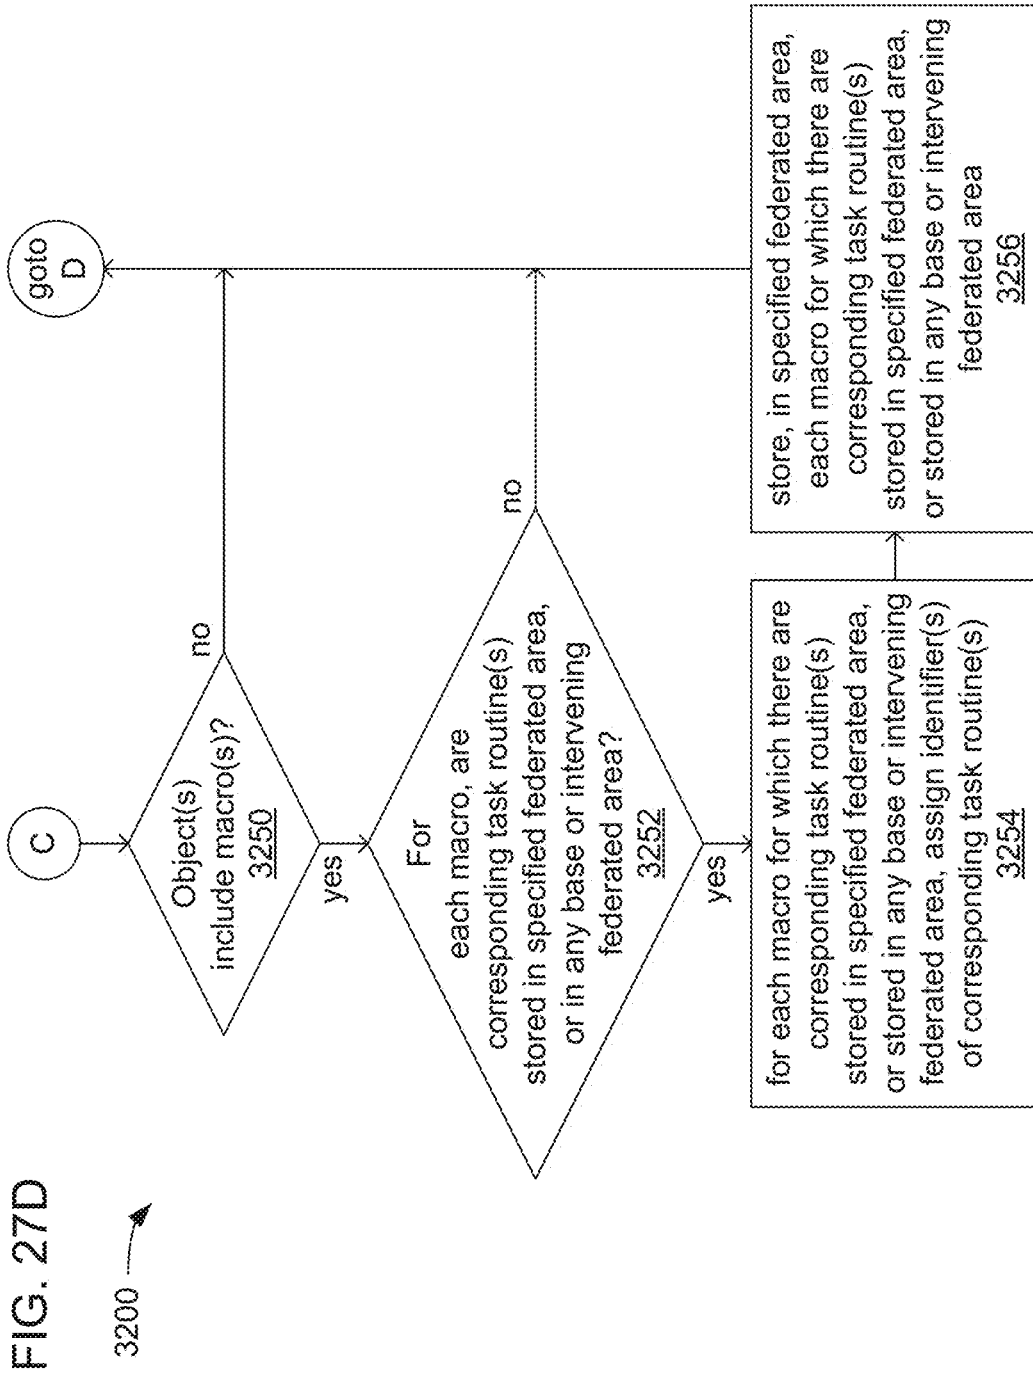 FIG. 27D
3200
C
Object(s)
include macro(s)?
3250
no
yes
For
each macro, are
corresponding task routine(s)
stored in specified federated area,
or in any base or intervening
federated area?
3252
no
yes
for each macro for which there are
corresponding task routine(s)
stored in specified federated area,
or stored in any base or intervening
federated area, assign identifier(s)
of corresponding task routine(s)
3254
store, in specified federated area,
each macro for which there are
corresponding task routine(s)
stored in specified federated area,
or stored in any base or intervening
federated area
3256
goto
D